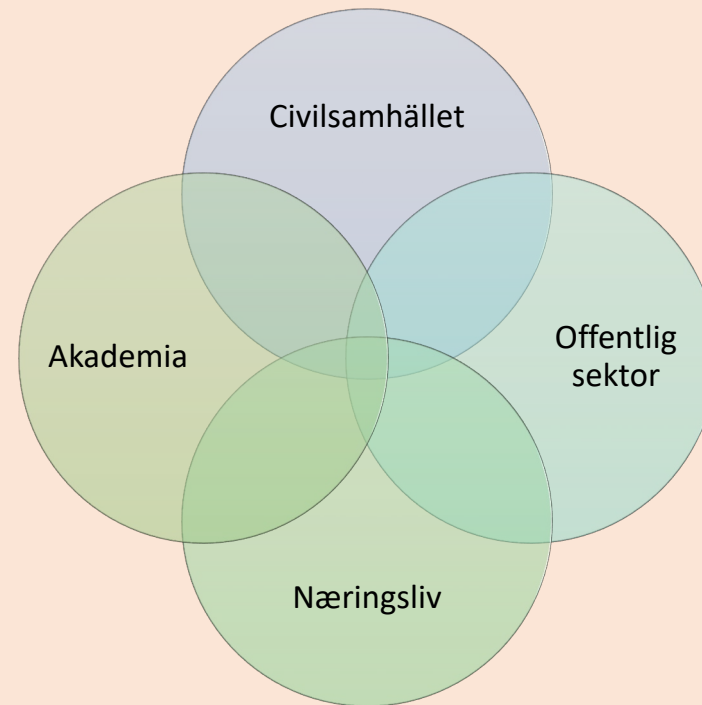 Civilsamhället
Akademia
Offentlig
sektor
Næringsliv